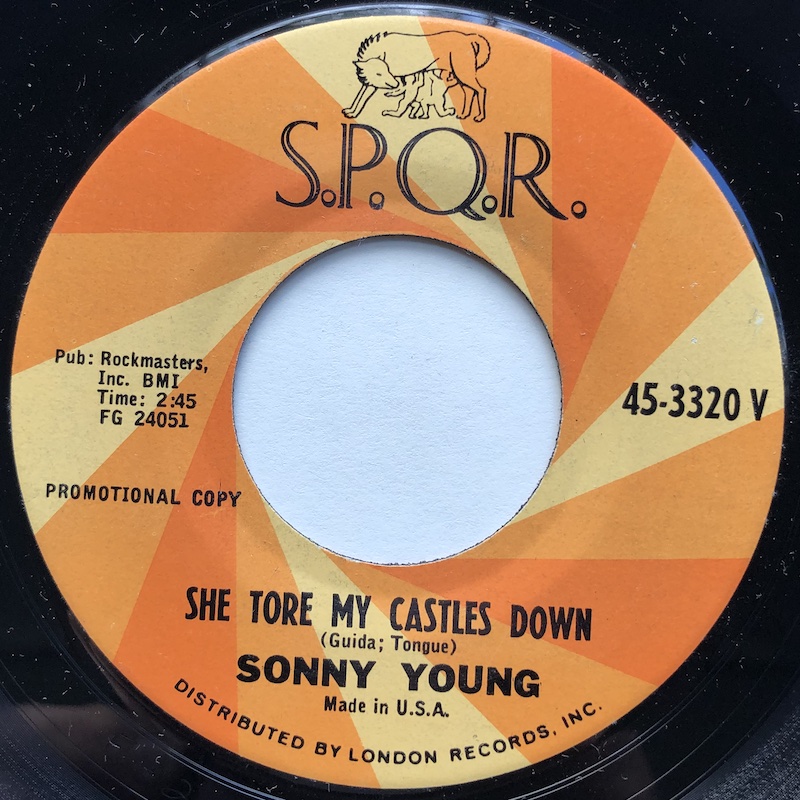 S.P.Q.R.
Pub: Rockmasters,
Inc. BMI
Time: 2:45
FG 24051
45-3320 V
PROMOTIONAL COPY
SHE TORE MY CASTLES DOWN
(Guida; Tongue)
SONNY YOUNG
Made in U.S.A.
DISTRIBUTED BY LONDON RECORDS, INC.